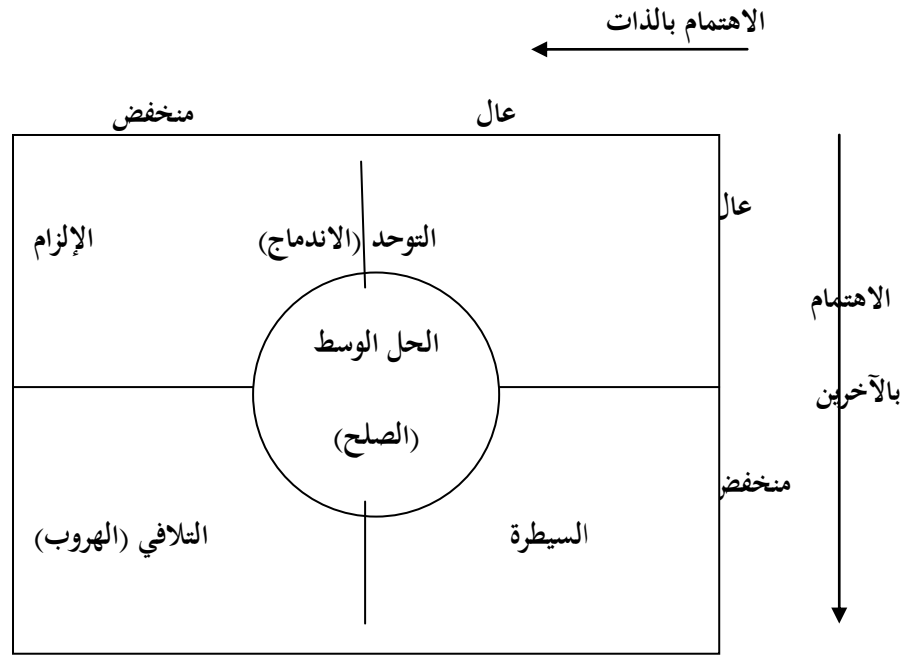 الاهتمام بالذات
عال
منخفض
عال
التوحد (الاندماج)
الإلزام
الاهتمام
الحل الوسط
بالآخرين
(الصلح)
منخفض
السيطرة
التلافي (الهروب)